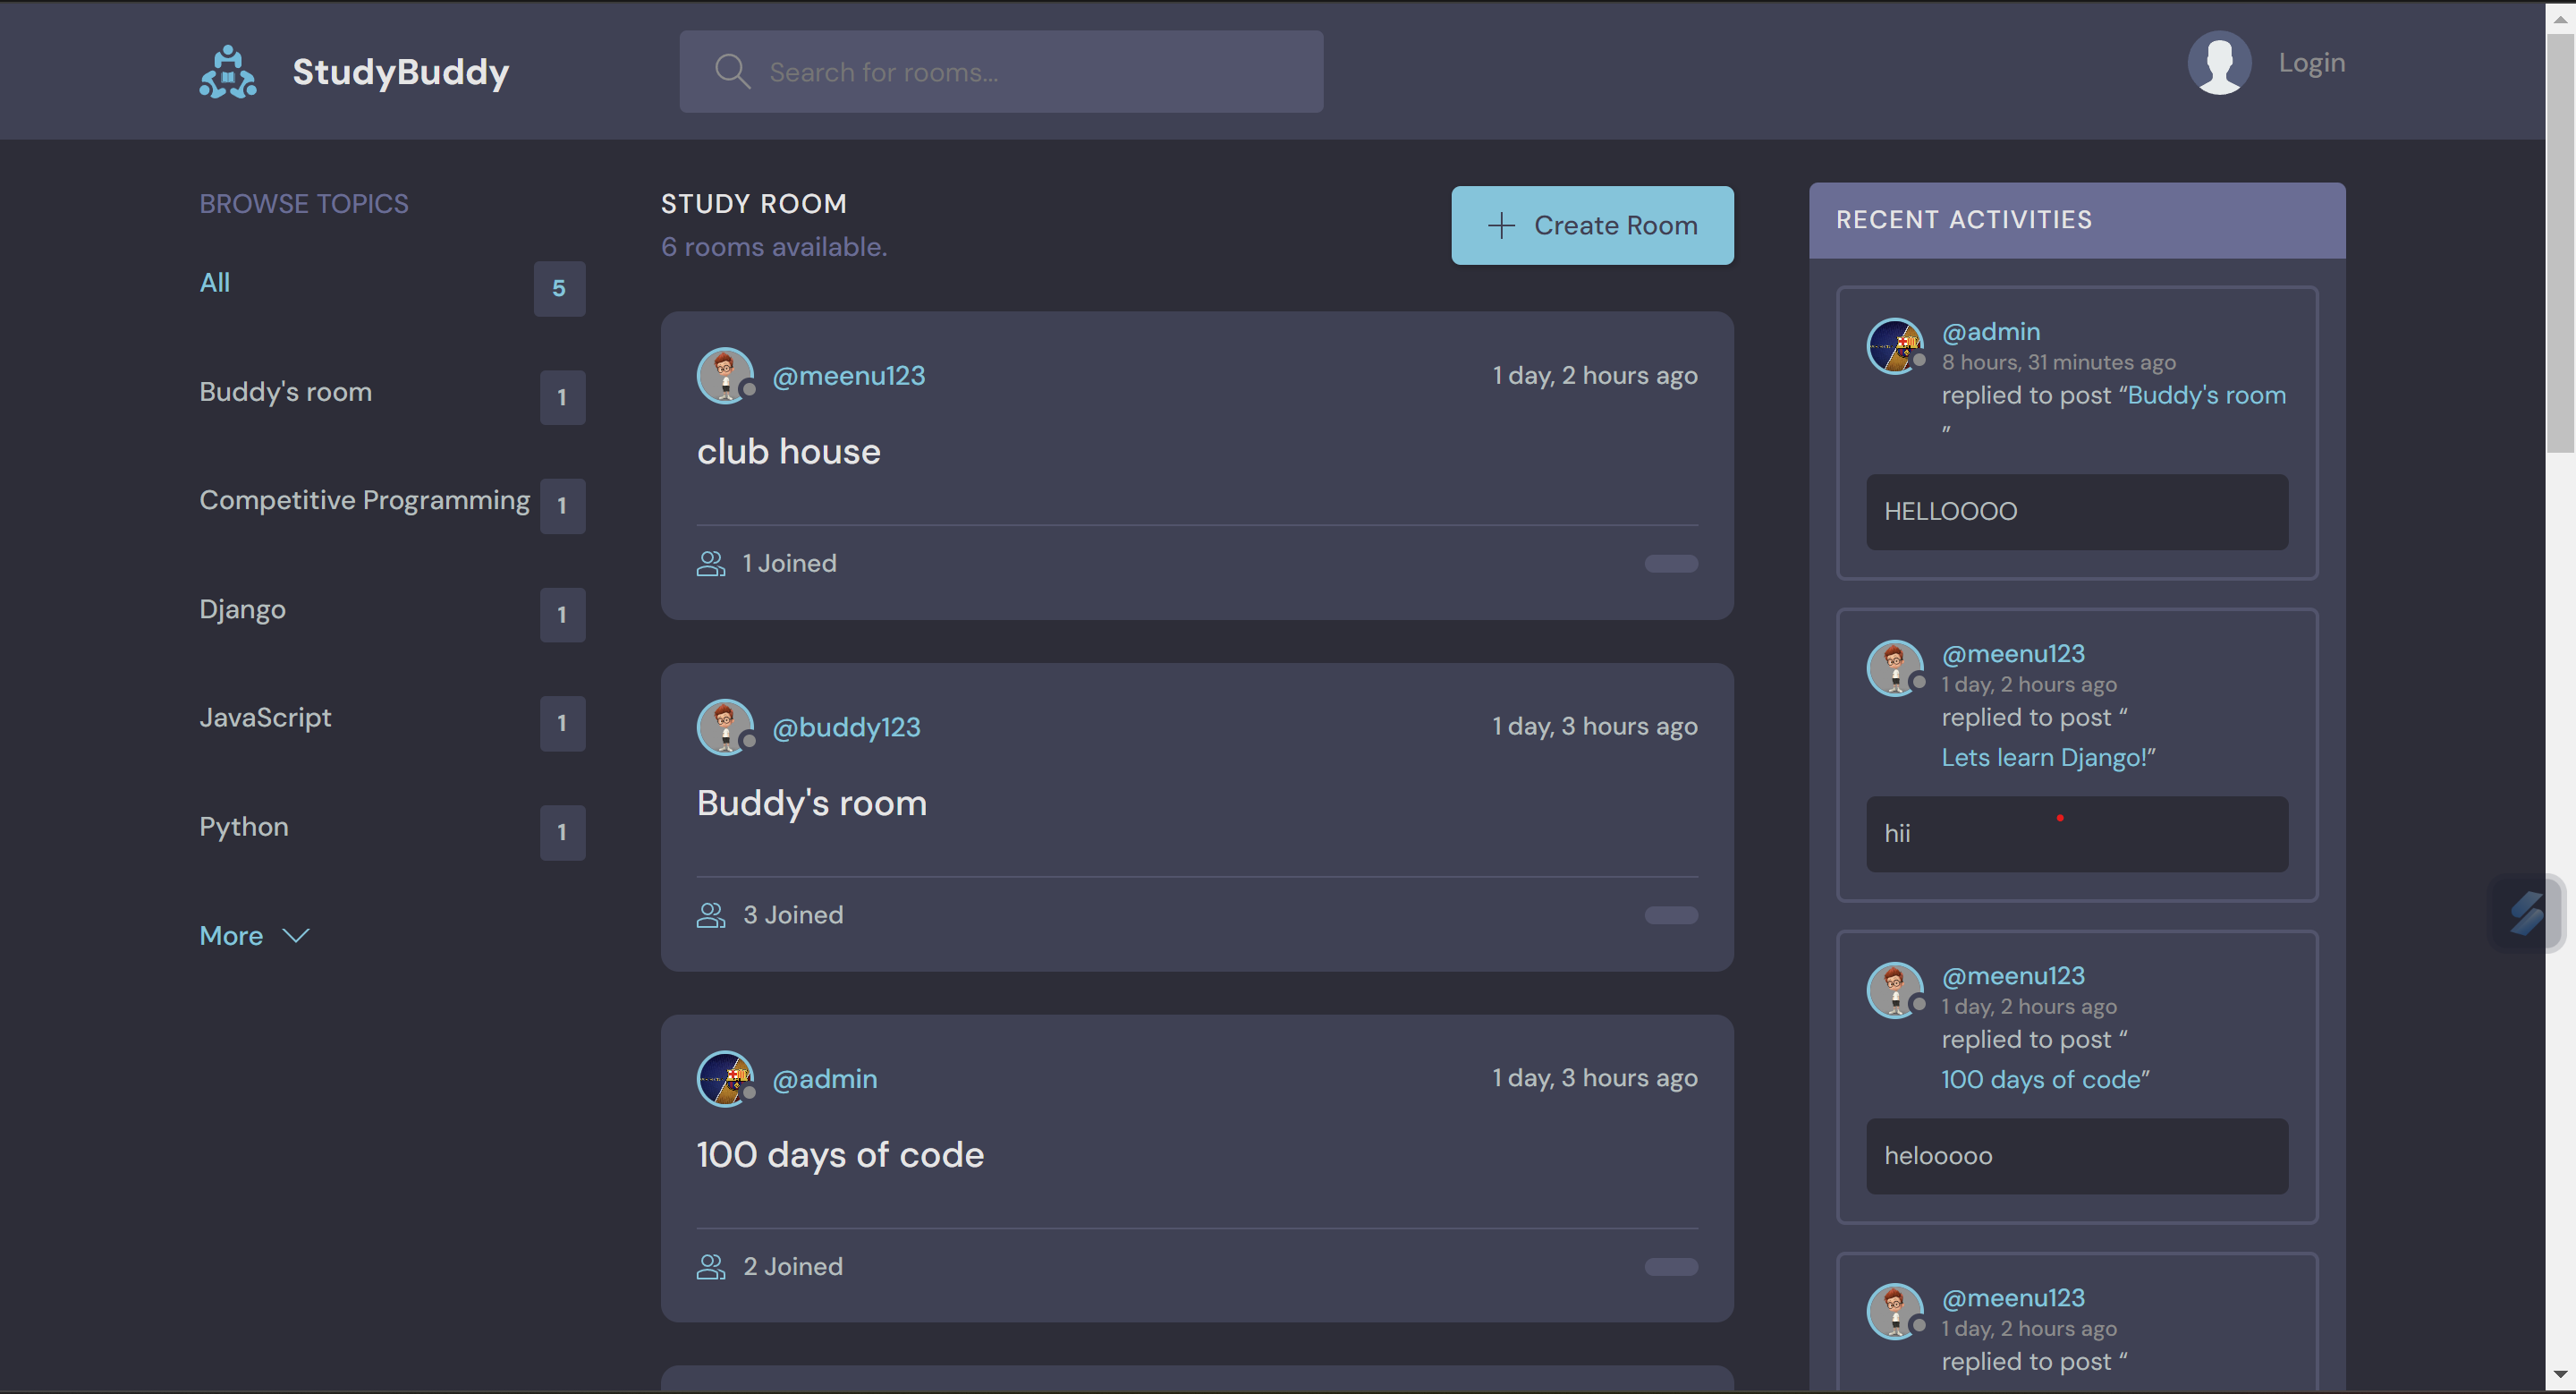 StudyBuddy
Search for rooms...
Login
BROWSE TOPICS
All
5
Buddy's room
1
Competitive Programming
1
Django
1
JavaScript
1
Python
1
More
STUDY ROOM
6 rooms available.
Create Room
@meenu123
1 day, 2 hours ago
club house
1 Joined
@buddy123
1 day, 3 hours ago
Buddy's room
3 Joined
@admin
1 day, 3 hours ago
100 days of code
2 Joined
RECENT ACTIVITIES
@admin
8 hours, 31 minutes ago
replied to post “Buddy's room
”
HELLOOOO
@meenu123
1 day, 2 hours ago
replied to post “
Lets learn Django!”
hii
@meenu123
1 day, 2 hours ago
replied to post “
100 days of code”
helooooo
@meenu123
1 day, 2 hours ago
replied to post “